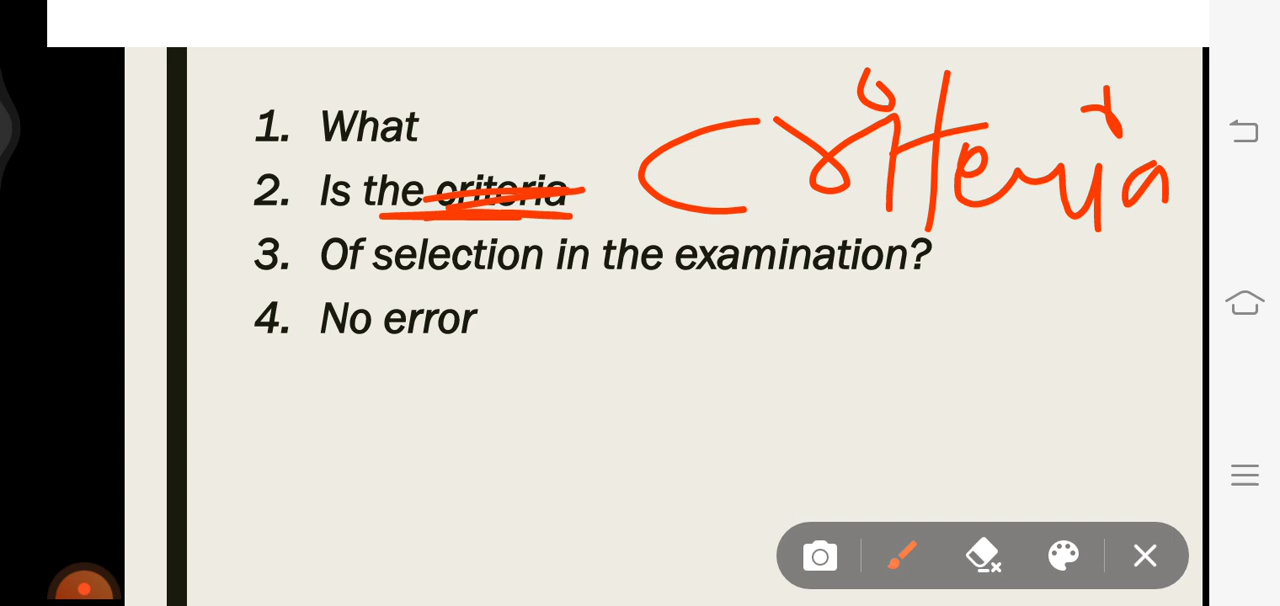 1. What
2. Is the criteria
criteria
3. Of selection in the examination?
4. No error